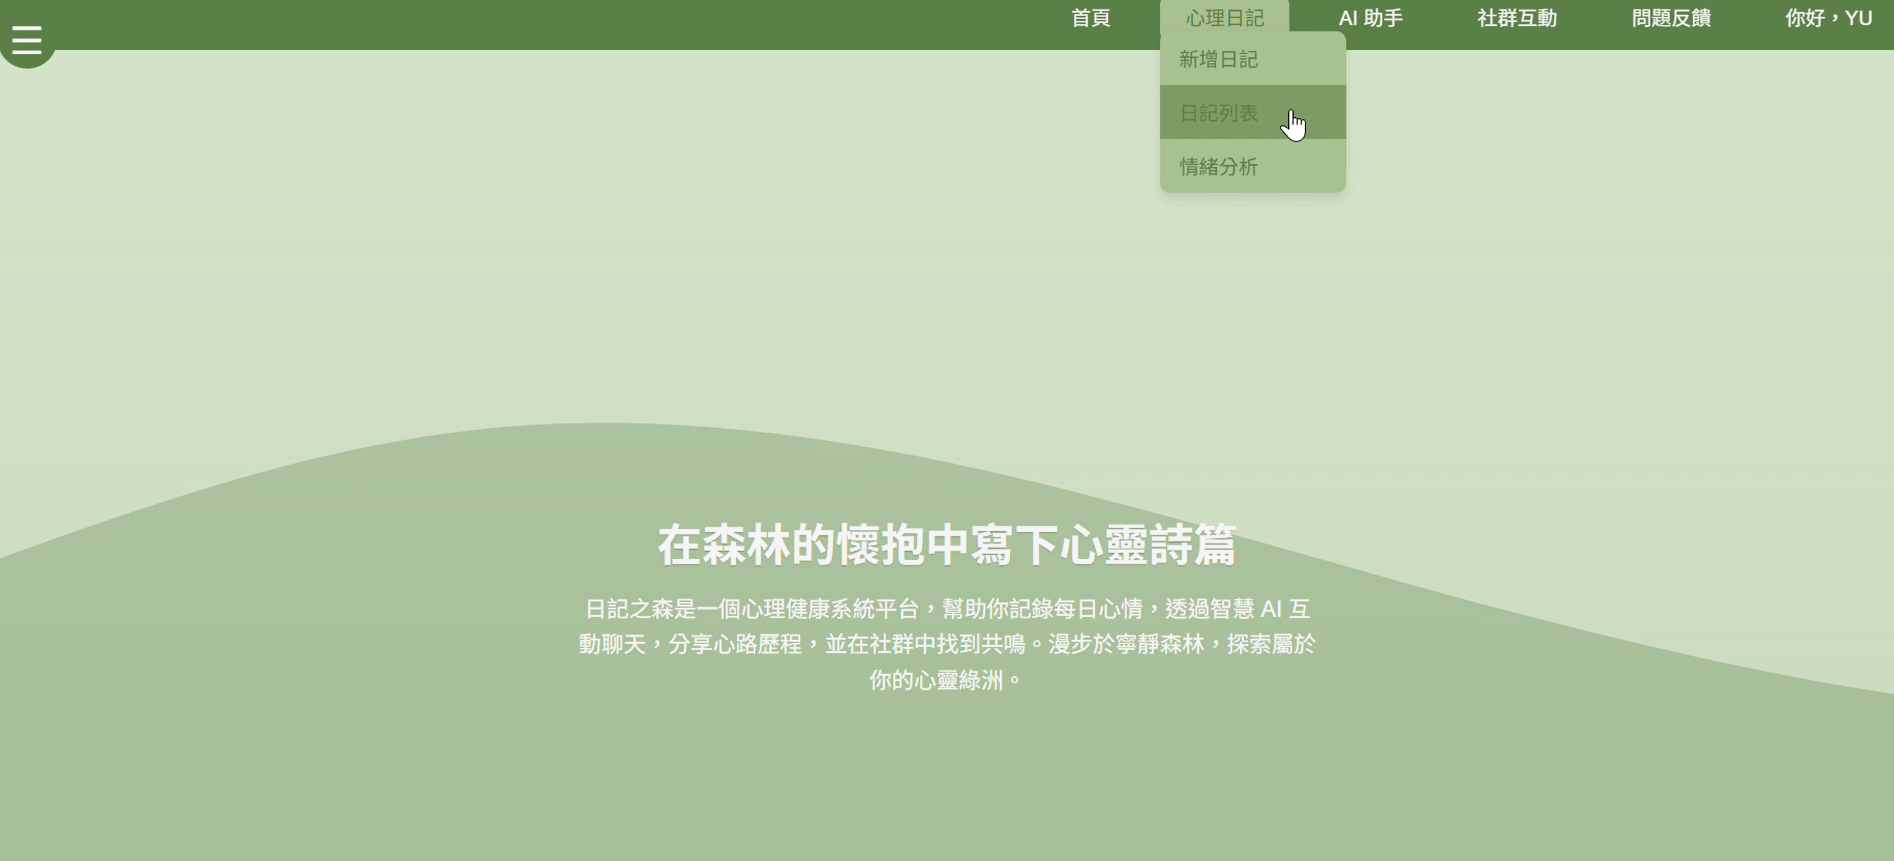 首頁
心理日記
AI 助手
社群互動
問題反饋
你好，YU
新增日記
日記列表
情緒分析
在森林的懷抱中寫下心靈詩篇
日記之森是一個心理健康系統平台，幫助你記錄每日心情，透過智慧 AI 互
動聊天，分享心路歷程，並在社群中找到共鳴。漫步於寧靜森林，探索屬於
你的心靈綠洲。